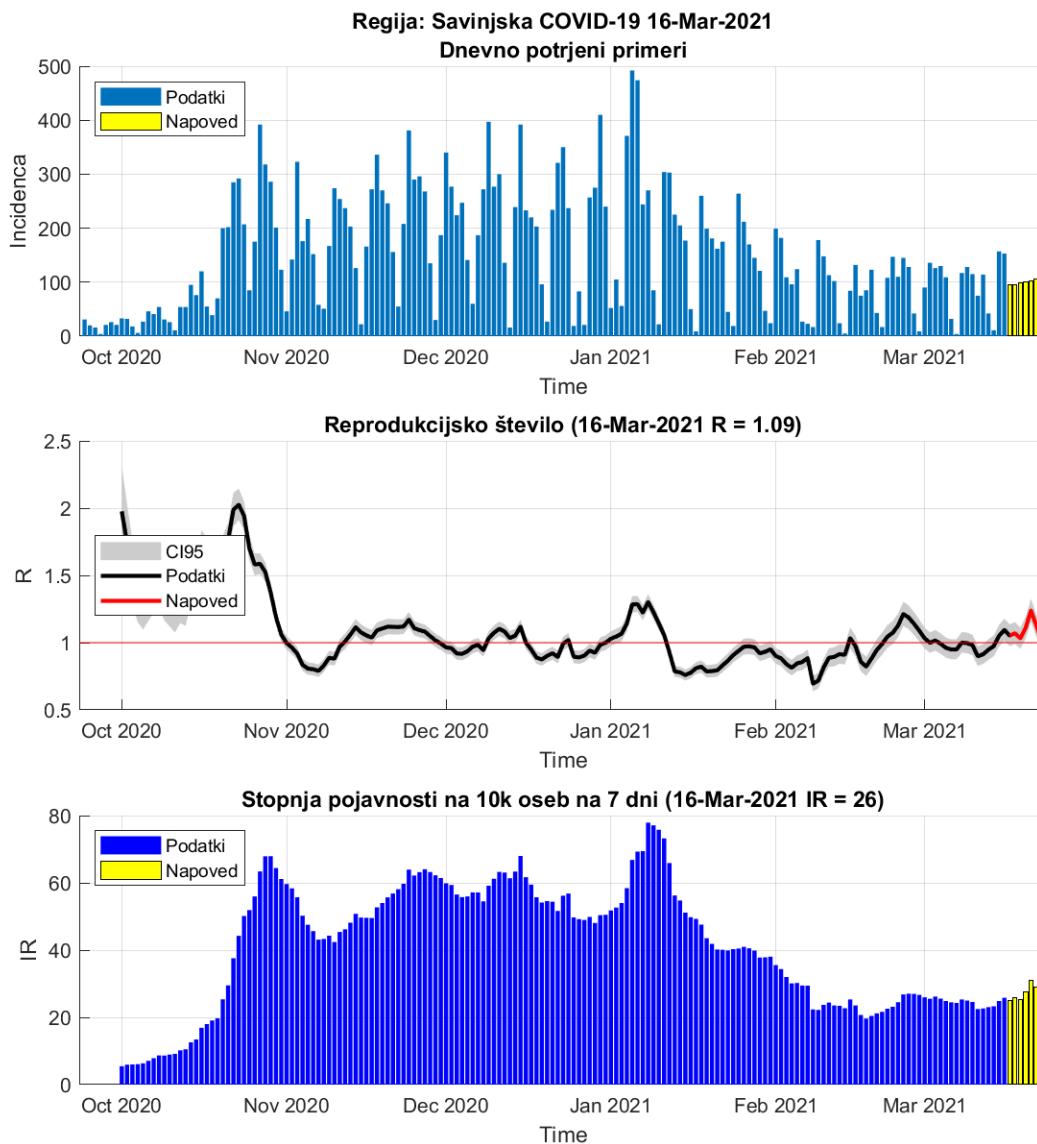 Regija: Savinjska COVID-19 16-Mar-2021
Dnevno potrjeni primeri
500
400
300
200
100
0
Incidenca
Podatki
Napoved
Oct 2020
Nov 2020
Dec 2020
Jan 2021
Feb 2021
Mar 2021
Time
Reprodukcijsko število (16-Mar-2021 R = 1.09)
2.5
2
1.5
1
0.5
R
CI95
Podatki
Napoved
Oct 2020
Nov 2020
Dec 2020
Jan 2021
Feb 2021
Mar 2021
Time
Stopnja pojavnosti na 10k oseb na 7 dni (16-Mar-2021 IR = 26)
80
60
40
20
0
IR
Podatki
Napoved
Oct 2020
Nov 2020
Dec 2020
Jan 2021
Feb 2021
Mar 2021
Time